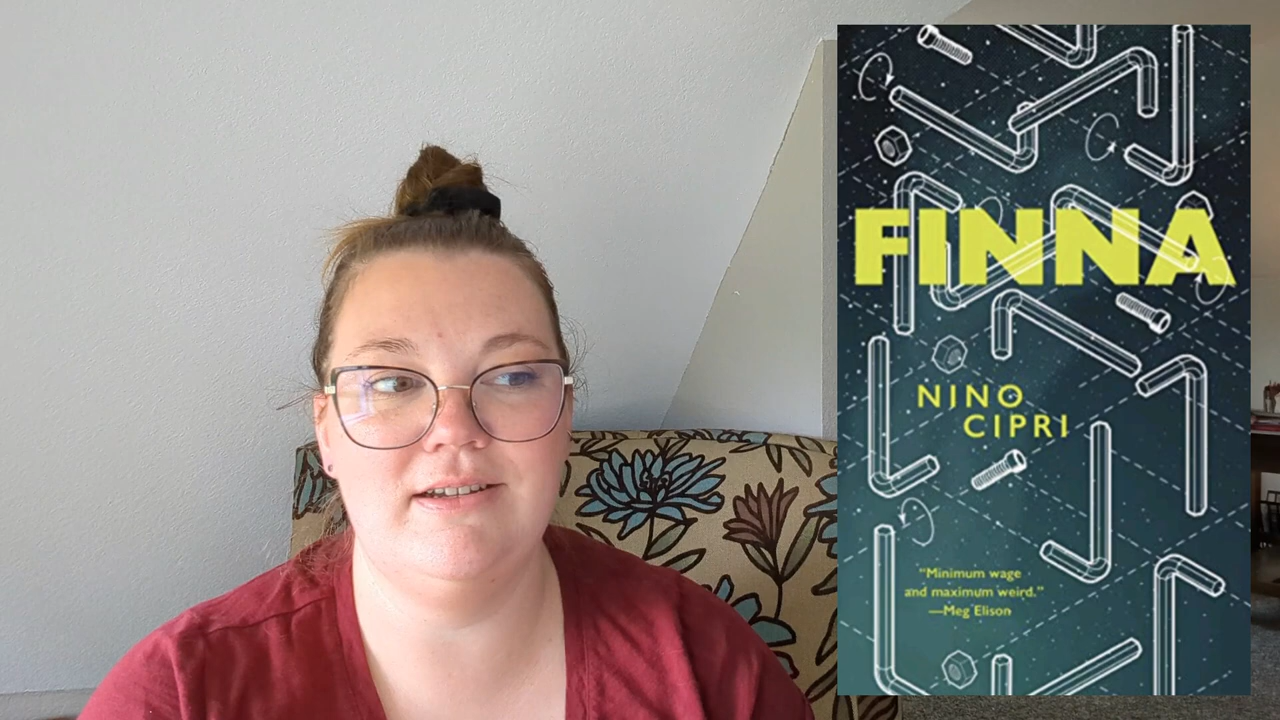 FINNA
NINO
CIPRI
“Minimum wage
and maximum weird.”
—Meg Elison